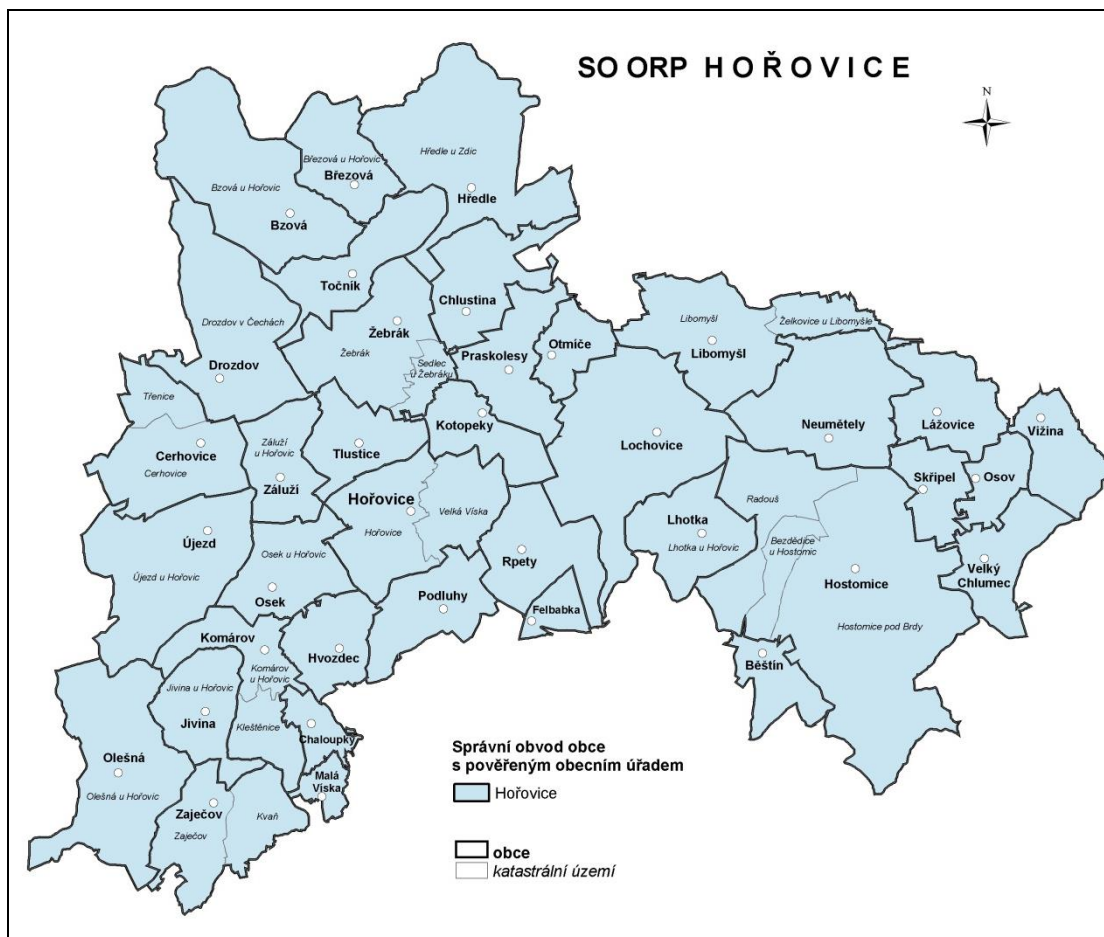 SO ORP HOŘOVICE
N
Březová u Hořovic
Březová
Hředle u Zdic
Hředle
Bzová u Hořovic
Bzová
Točník
Chlustina
Drozdov v Čechách
Drozdov
Žebrák
Žebrák
Sedlec
u Žebráku
Praskolesy
Otmíče
Libomyšl
Libomyšl
Želkovice u Libomyšle
Třenice
Cerhovice
Cerhovice
Záluží
u Hořovic
Záluží
Tlustice
Kotopeky
Lochovice
Neumětely
Lážovice
Vižina
Hořovice
Hořovice
Velká Víska
Radouš
Skřipel
Osov
Újezd
Újezd u Hořovic
Osek u Hořovic
Osek
Rpety
Felbabka
Lhotka
Lhotka u Hořovic
Bezdědice
u Hostomic
Hostomice
Hostomice pod Brdy
Velký
Chlumec
Podluhy
Komárov
Komárov
u Hořovic
Hvozdec
Běštín
Jivina u Hořovic
Jivina
Kleštěnice
Chaloupky
Olešná
Olešná u Hořovic
Malá
Víska
Zaječov
Zaječov
Kvaň
Správní obvod obce
s pověřeným obecním úřadem
Hořovice
obce
katastrální území